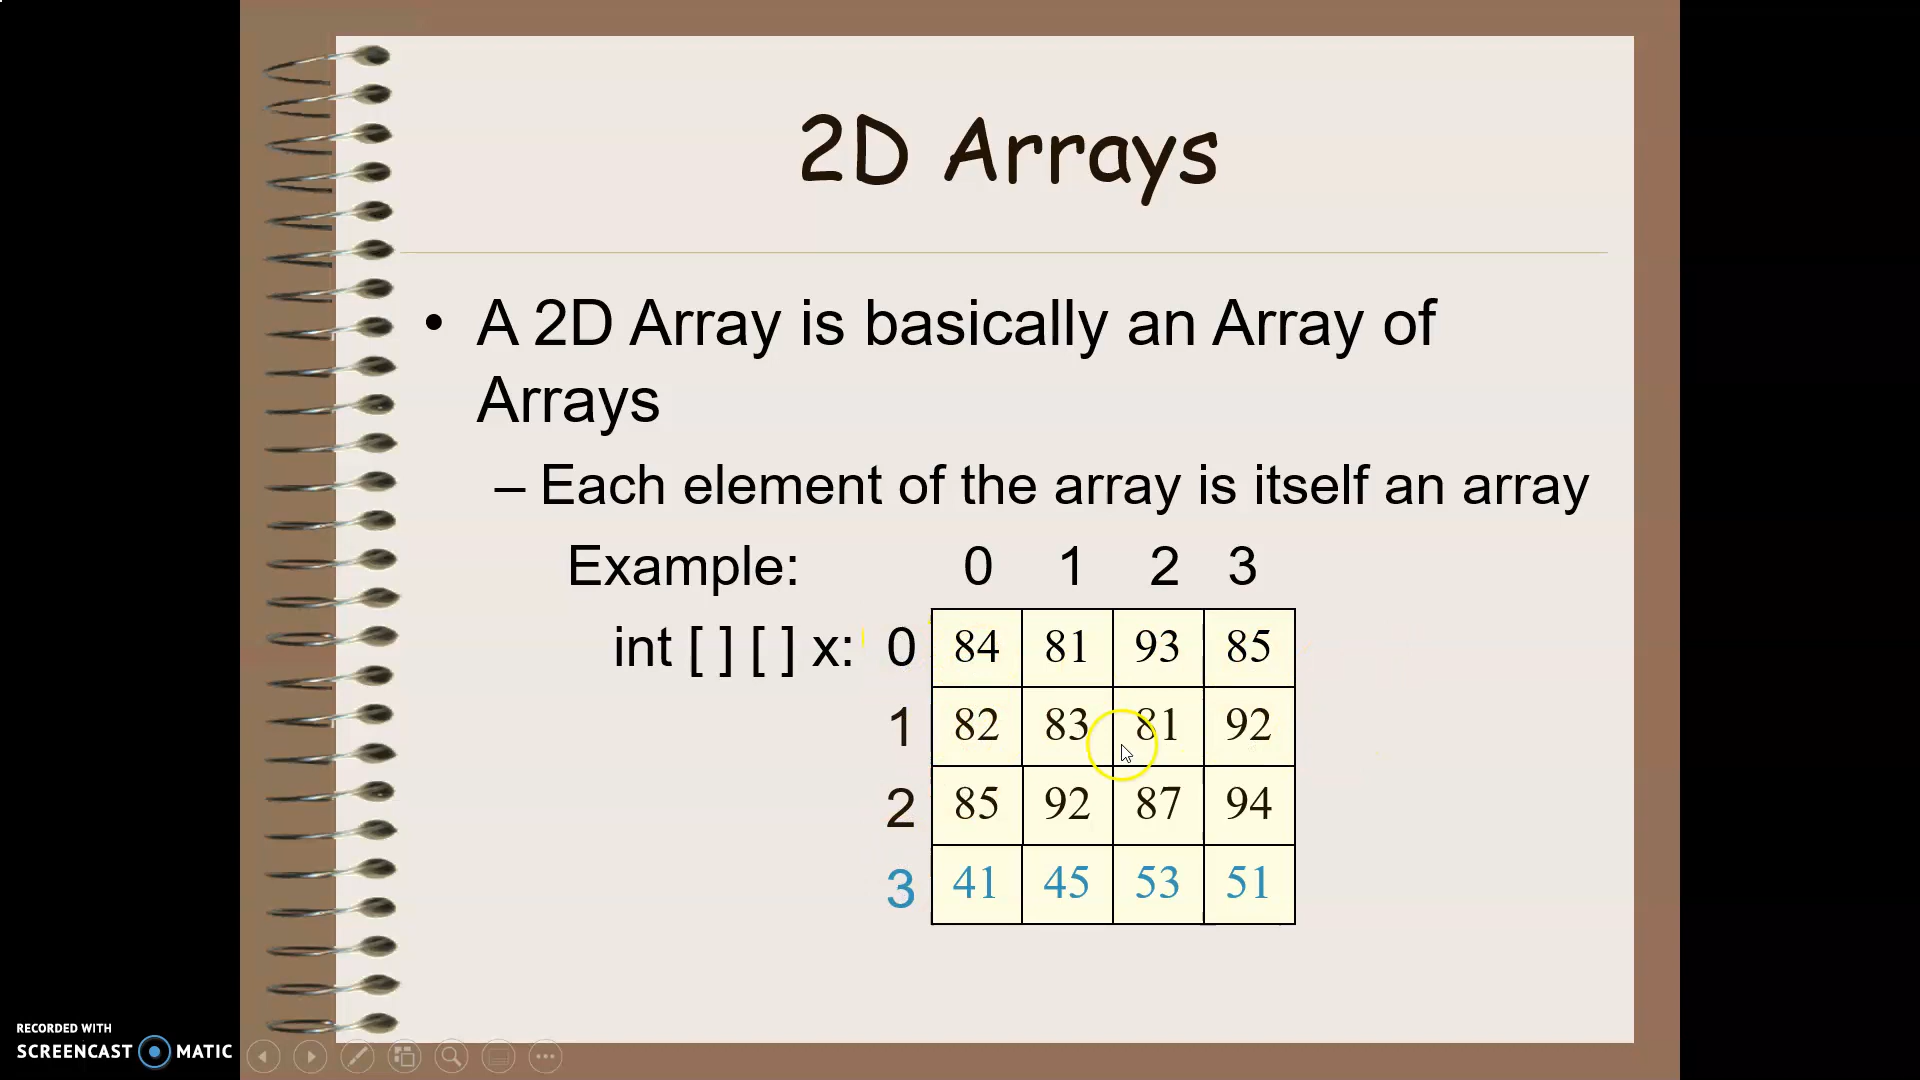 2D Arrays
• A 2D Array is basically an Array of
Arrays
– Each element of the array is itself an array
Example: 0 1 2 3
int [ ] [ ] x: 0 84 81 93 85
1 82 83 81 92
2 85 92 87 94
3 41 45 53 51
RECORDED WITH
SCREENCAST MATIC